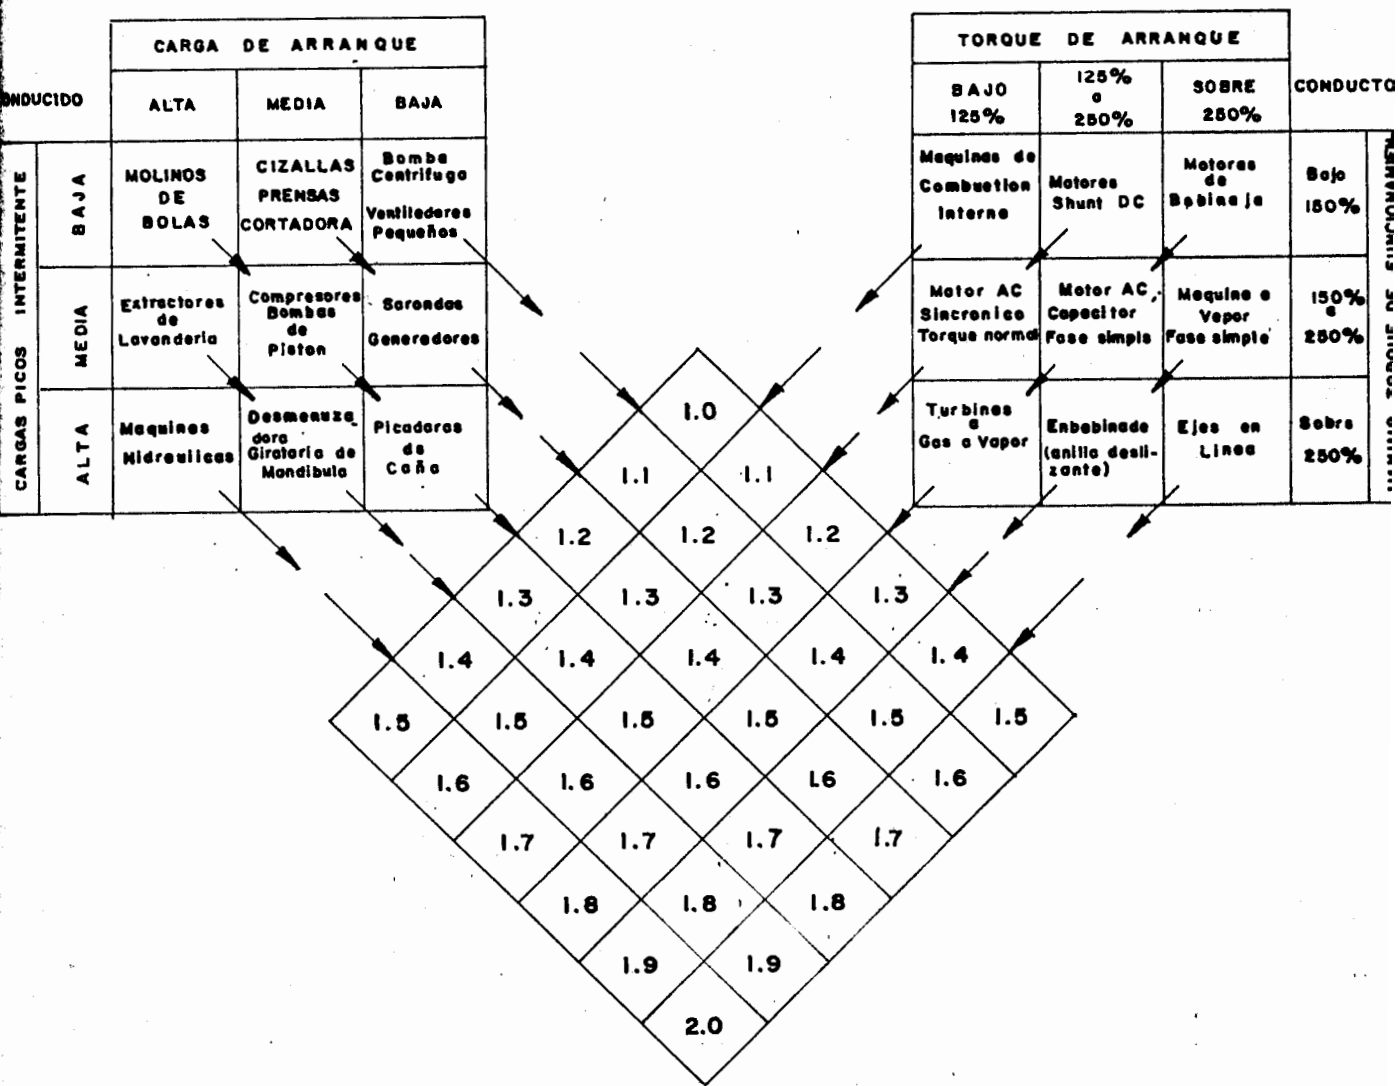 CARGA DE ARRANQUE
ONDUCIDO
ALTA
MEDIA
BAJA
CARGAS PICOS INTERMITENTE
BAJA
MOLINOS
DE
BOLAS
CIZALLAS
PRENSAS
CORTADORA
Bomba
Centrifuga
Ventiledores
Pequeños
MEDIA
Extractores
de
Lavanderia
Compresores
Bombas
de
Piston
Sarandas
Generadores
ALTA
Maquinas
Hidraulicas
Desmenuza
dora
Giratoria de
Mandibula
Picadoras
de
Caña
TORQUE DE ARRANQUE
BAJO
125%
125%
a
250%
SOBRE
250%
CONDUCTO
Maquinas de
Combustion
Interna
Motores
Shunt DC
Motores
de
Bobinaje
Bajo
150%
Motor AC
Sincronico
Torque normal
Motor AC,
Capacitor
Fase simple
Maquina a
Vapor
Fase simple
150%
a
250%
Turbinas
a
Gas o Vapor
Enbobinado
(anillo desli-
zante)
Ejes en
Linea
Sobre
250%
TORQUE DE FUNCIONAMIEN
1.0
1.1 1.1
1.2 1.2 1.2
1.3 1.3 1.3 1.3
1.4 1.4 1.4 1.4 1.4
1.5 1.5 1.5 1.5 1.5 1.5
1.6 1.6 1.6 1.6 1.6
1.7 1.7 1.7 1.7
1.8 1.8 1.8
1.9 1.9
2.0